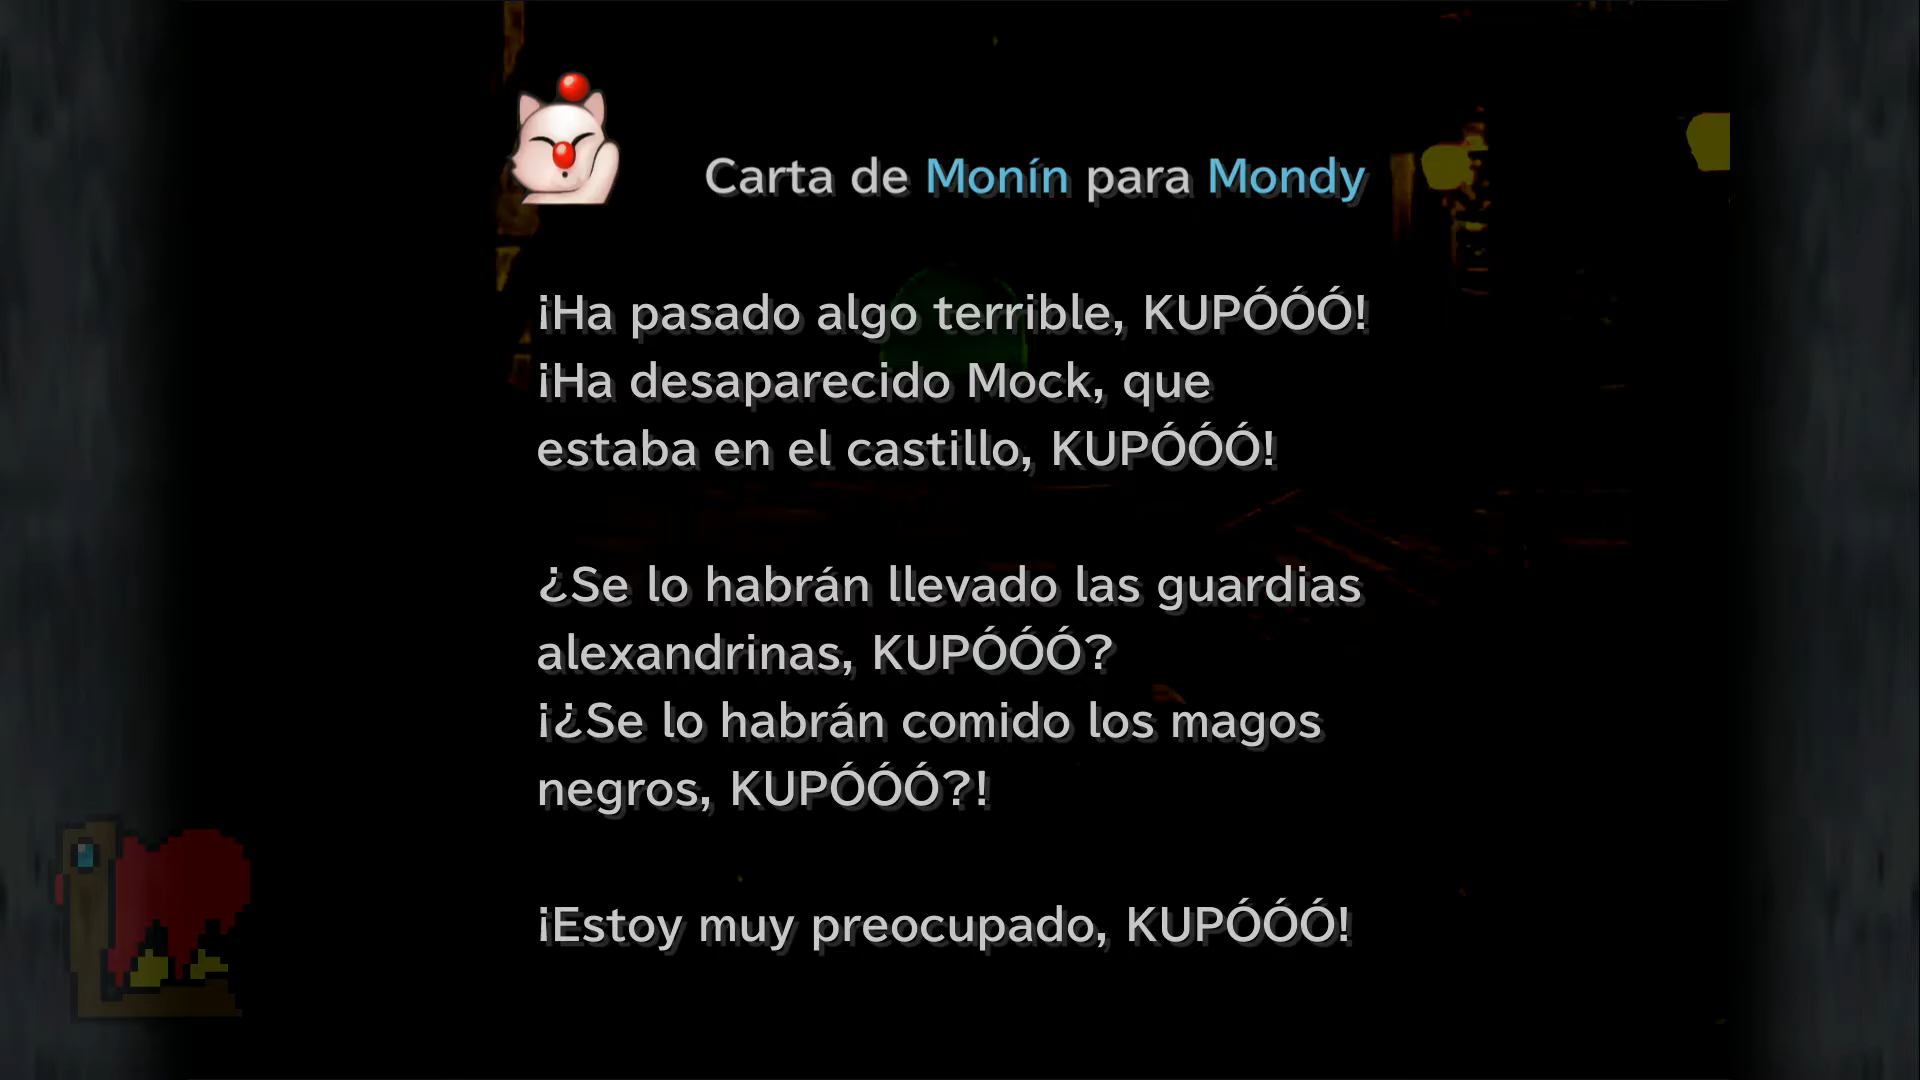 Carta de Monín para Mondy
¡Ha pasado algo terrible, KUPÓÓÓ!
¡Ha desaparecido Mock, que
estaba en el castillo, KUPÓÓÓ!
¿Se lo habrán llevado las guardias
alexandrinas, KUPÓÓÓ?
¡¿Se lo habrán comido los magos
negros, KUPÓÓÓ?!
¡Estoy muy preocupado, KUPÓÓÓ!